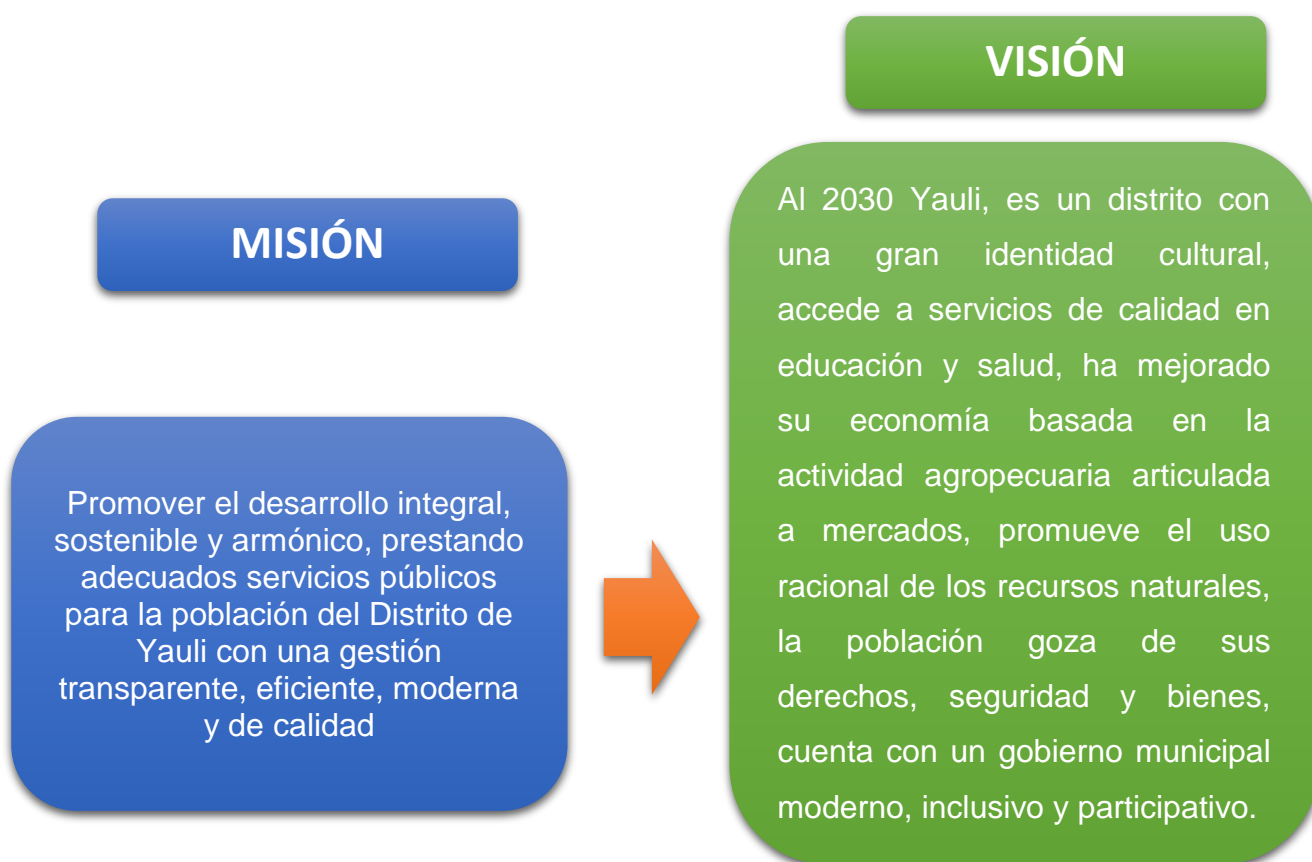 MISIÓN
Promover el desarrollo integral,
sostenible y armónico, prestando
adecuados servicios públicos
para la población del Distrito de
Yauli con una gestión
transparente, eficiente, moderna
y de calidad
VISIÓN
Al 2030 Yauli, es un distrito con
una gran identidad cultural,
accede a servicios de calidad en
educación y salud, ha mejorado
su economía basada en la
actividad agropecuaria articulada
a mercados, promueve el uso
racional de los recursos naturales,
la población goza de sus
derechos, seguridad y bienes,
cuenta con un gobierno municipal
moderno, inclusivo y participativo.